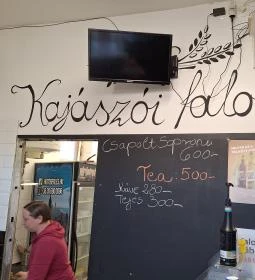 Kajászói falo
Csapolt Soproni
600-
Tea: 500-
Kávé 280-
Tejes 300-